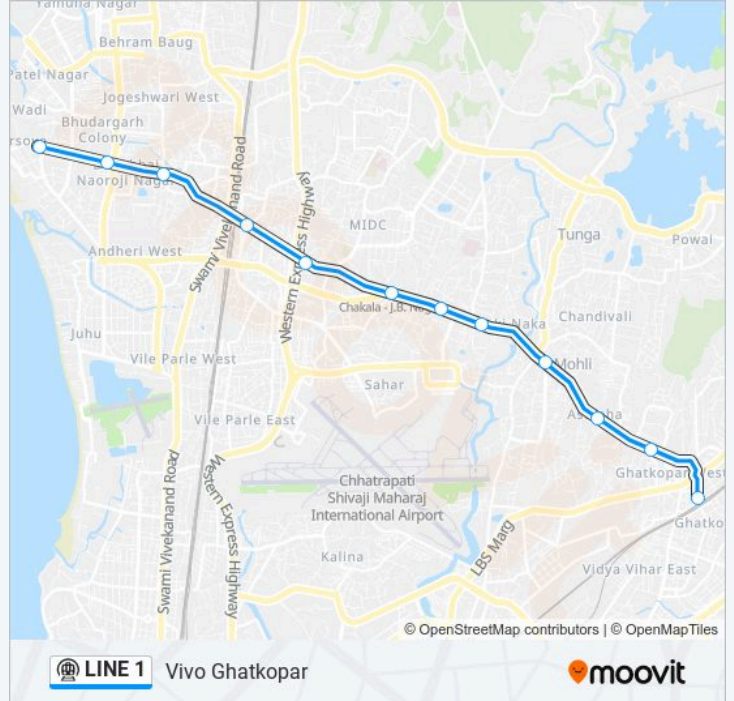 Yamuna Nagar
Behram Baug
Patel Nagar
Jogeshwari West
Wadi
Bhudargarh
Colony
Naoroji Nagar
Swami Vivekanand Road
Western Express Highway
MIDC
Tunga
Powai
Andheri West
Chakala - J.B. Nagar
Naka
Chandivali
Juhu
Mohli
Vile Parle West
Sahar
Vile Parle East
Ghatkopar West
Chhatrapati
Shivaji Maharaj
International Airport
Swami Vivekanand Road
Western Express Highway
LBS Marg
Kalina
Vidya Vihar East
© OpenStreetMap contributors | © OpenMapTiles
LINE 1 Vivo Ghatkopar
moovit